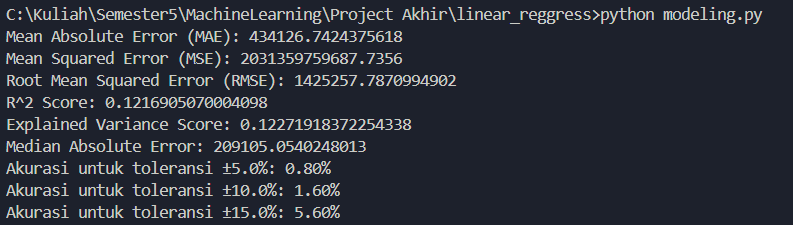 C:\Kuliah\Semester5\MachineLearning\Project Akhir\linear_reggress>python modeling.py
Mean Absolute Error (MAE): 434126.7424375618
Mean Squared Error (MSE): 2031359759687.7356
Root Mean Squared Error (RMSE): 1425257.7870994902
R^2 Score: 0.1216905070004098
Explained Variance Score: 0.12271918372254338
Median Absolute Error: 209105.0540248013
Akurasi untuk toleransi ±5.0%: 0.80%
Akurasi untuk toleransi ±10.0%: 1.60%
Akurasi untuk toleransi ±15.0%: 5.60%